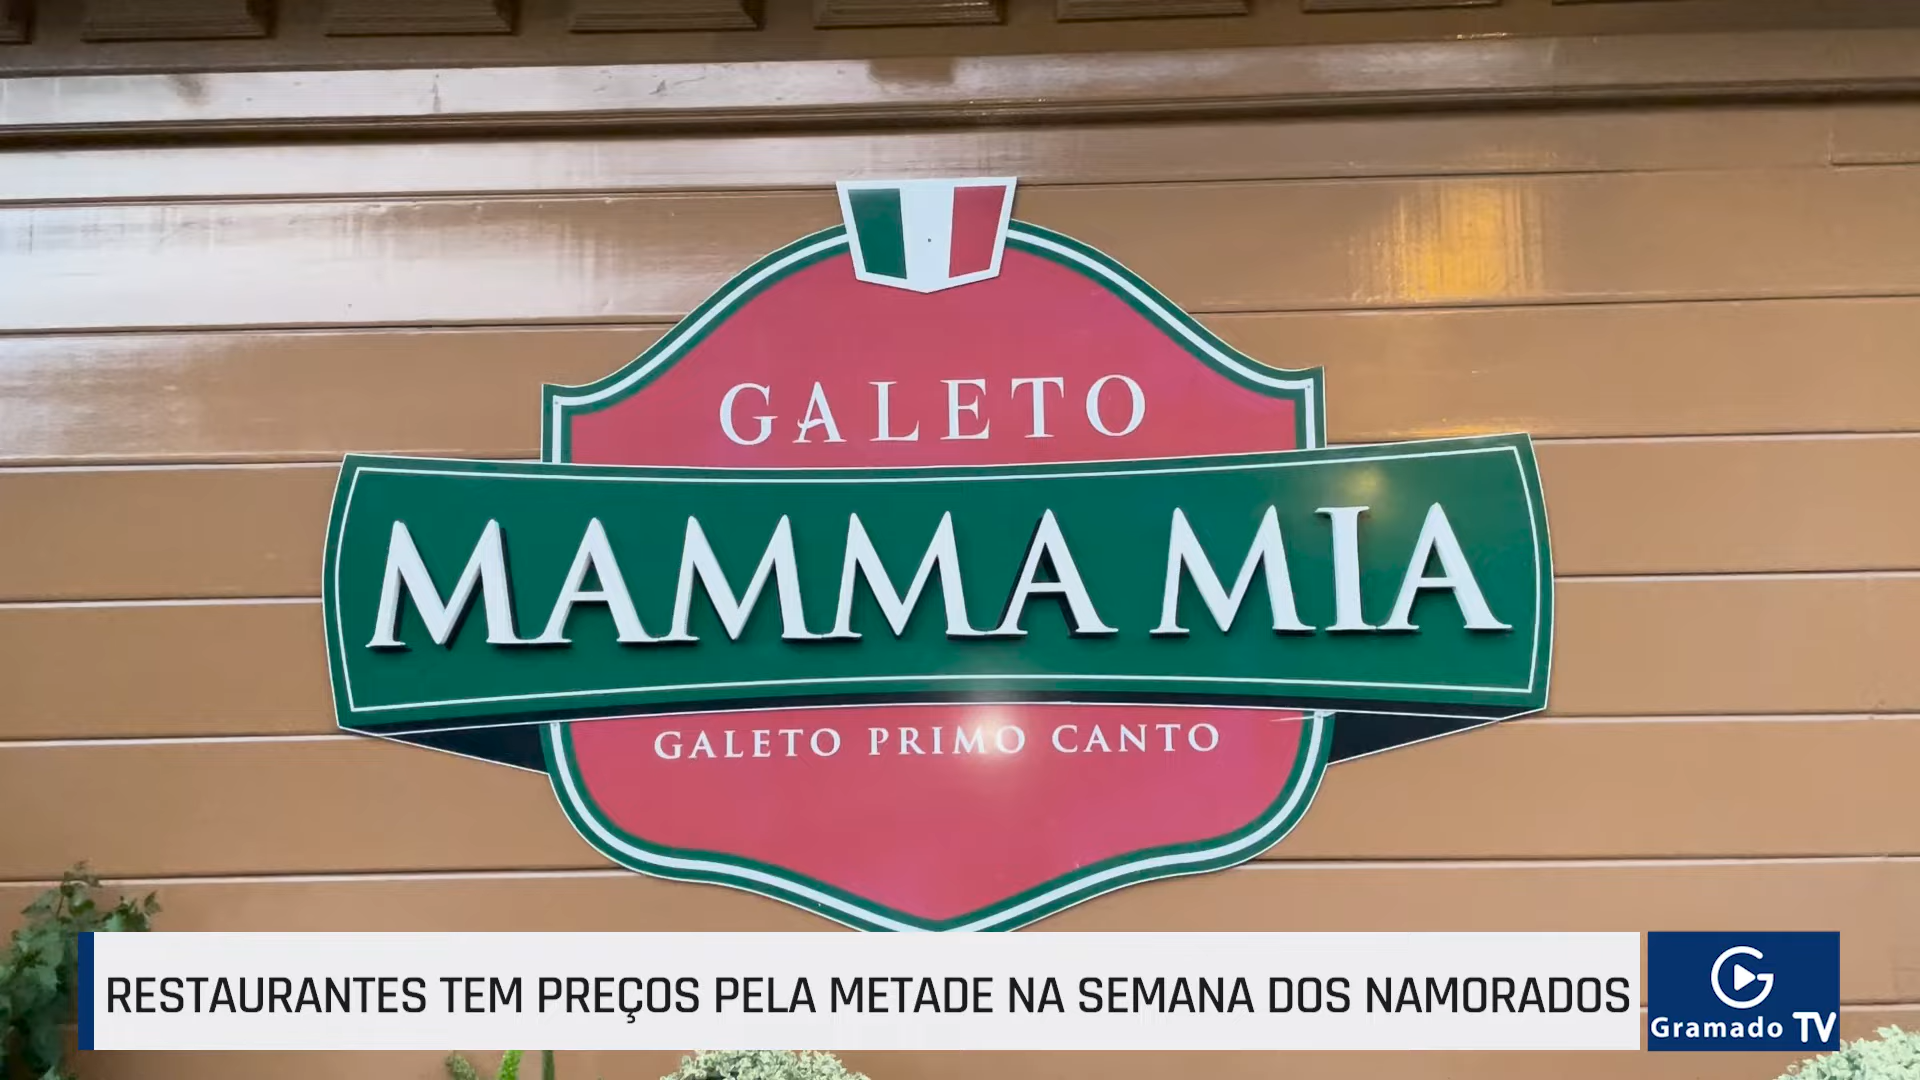 GALETO
MAMMA MIA
GALETO PRIMO CANTO
RESTAURANTES TEM PREÇOS PELA METADE NA SEMANA DOS NAMORADOS
G
Gramado TV